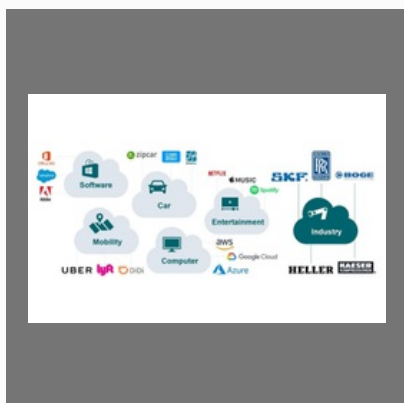 zipcar
NETFLIX
MUSIC
Spotify
SKF
BOGE
Software
Car
Entertainment
Industry
Mobility
Computer
aws
Google Cloud
Azure
UBER
lyft
DiDi
HELLER
KAESER